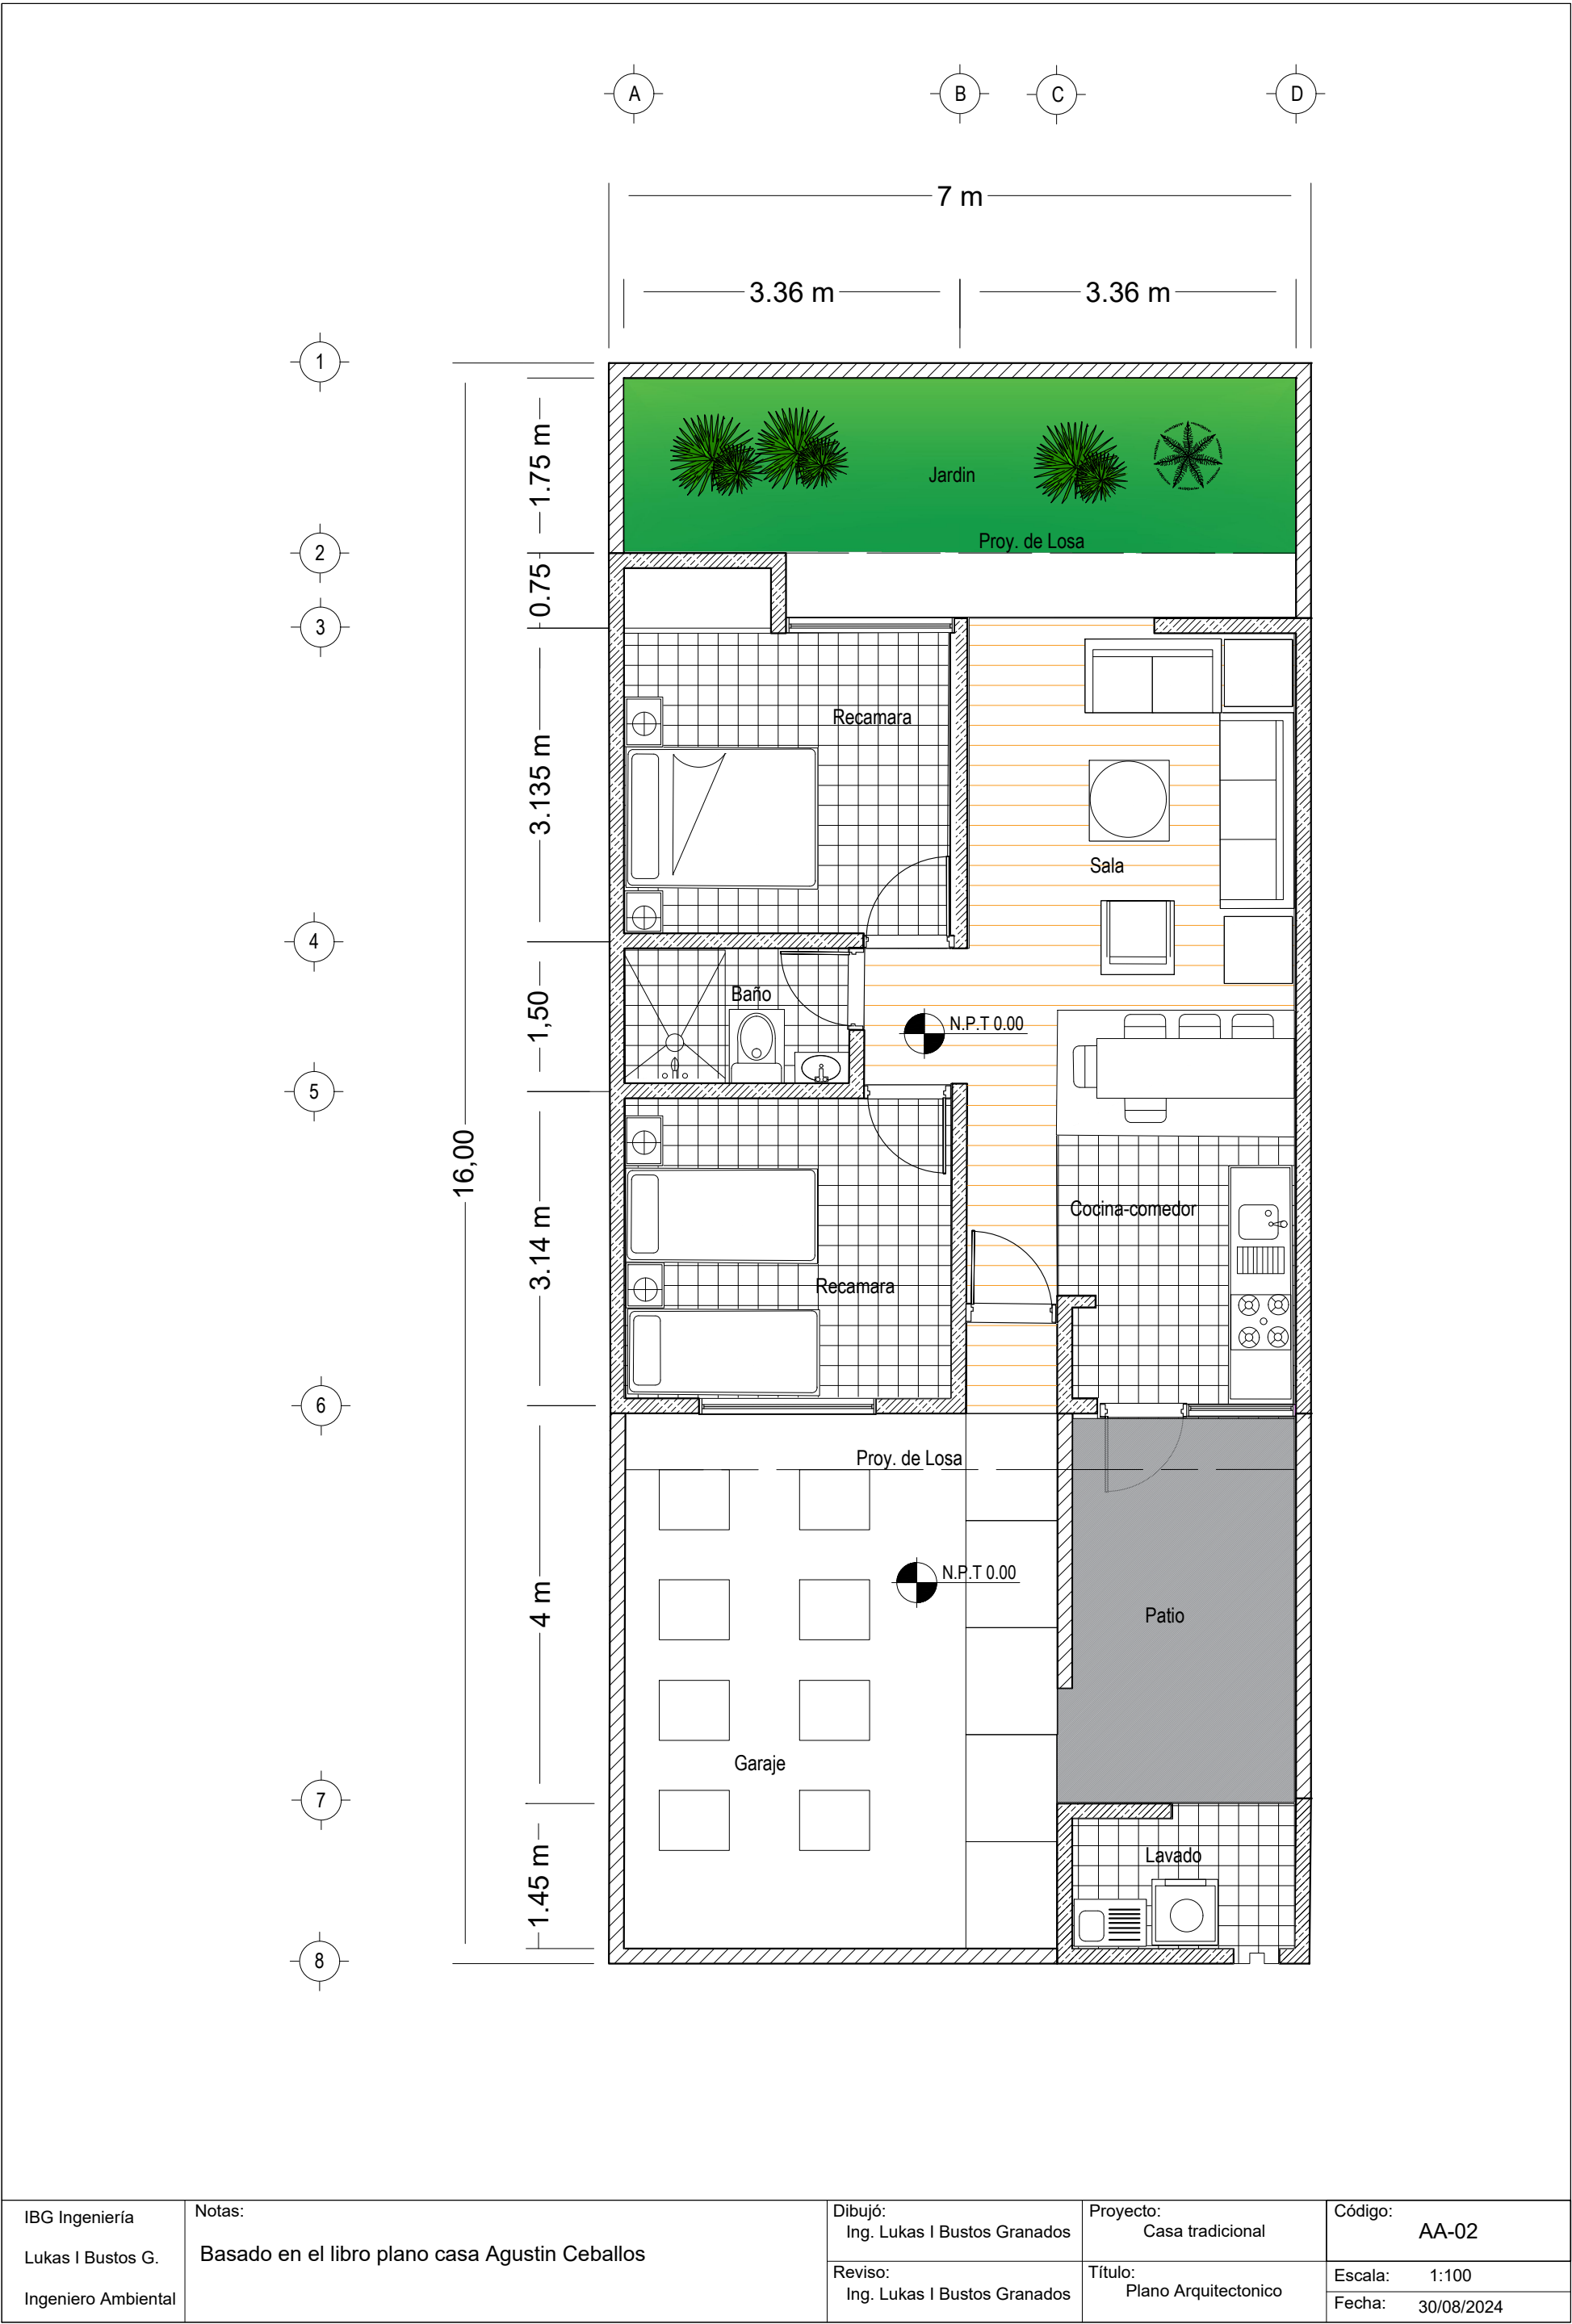 A
B
C
D
7 m
3.36 m
3.36 m
1
2
3
4
5
6
7
8
16,00
1.75 m
0.75
3.135 m
1,50
3.14 m
4 m
1.45 m
Jardin
Proy. de Losa
Recamara
Sala
Baño
N.P.T 0.00
Cocina-comedor
Recamara
Proy. de Losa
N.P.T 0.00
Patio
Garaje
Lavado
IBG Ingeniería
Lukas I Bustos G.
Ingeniero Ambiental
Notas:
Basado en el libro plano casa Agustin Ceballos
Dibujó:
Ing. Lukas I Bustos Granados
Reviso:
Ing. Lukas I Bustos Granados
Proyecto:
Casa tradicional
Título:
Plano Arquitectonico
Código:
AA-02
Escala: 1:100
Fecha: 30/08/2024